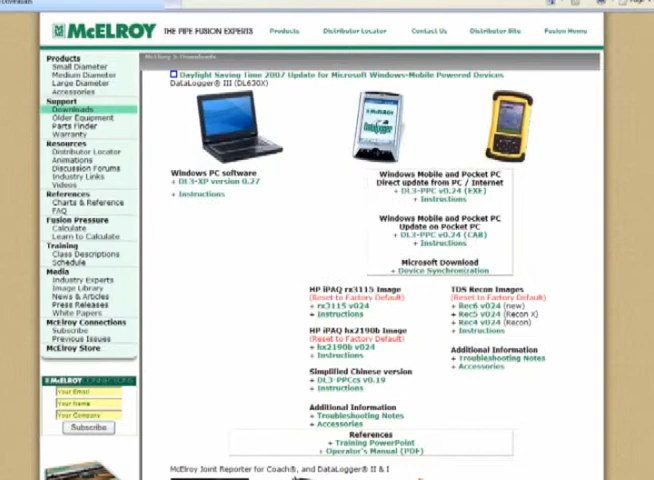 McELROY THE PIPE FUSION EXPERTS Products Distributor Locator Contact Us Distributor Site Fusion Home
McElroy > Downloads
Products
Small Diameter
Medium Diameter
Large Diameter
Accessories
Support
Downloads
Older Equipment
Parts Finder
Warranty
Resources
Distributor Locator
Animations
Discussion Forums
Industry Links
Videos
References
Charts & Reference
FAQ
Fusion Pressure
Calculate
Learn to Calculate
Training
Class Descriptions
Schedule
Media
Industry Experts
Image Library
News & Articles
Press Releases
White Papers
McElroy Connections
Subscribe
Previous Issues
McElroy Store
McELROY CONNECTIONS
Your Email
Your Name
Your Company
Subscribe
Daylight Saving Time 2007 Update for Microsoft Windows-Mobile Powered Devices
DataLogger® III (DL630X)
Datalogger
Windows PC software
+ DL3-XP version 0.27
+ Instructions
Windows Mobile and Pocket PC
Direct update from PC / Internet
+ DL3-PPC v0.24 (EXE)
+ Instructions
Windows Mobile and Pocket PC
Update on Pocket PC
+ DL3-PPC v0.24 (CAB)
+ Instructions
Microsoft Download
+ Device Synchronization
HP iPAQ rx3115 Image
(Reset to Factory Default)
+ rx3115 v024
+ Instructions
HP iPAQ hx2190b Image
(Reset to Factory Default)
+ hx2190b v024
+ Instructions
Simplified Chinese version
+ DL3-PPCcs v0.19
+ Instructions
Additional Information
+ Troubleshooting Notes
+ Accessories
TDS Recon Images
(Reset to Factory Default)
+ Rec6 v024 (new)
+ Rec5 v024 (Recon X)
+ Rec4 v024 (Recon)
+ Instructions
Additional Information
+ Troubleshooting Notes
+ Accessories
References
+ Training PowerPoint
+ Operator's Manual (PDF)
McElroy Joint Reporter for Coach®, and DataLogger® II & I